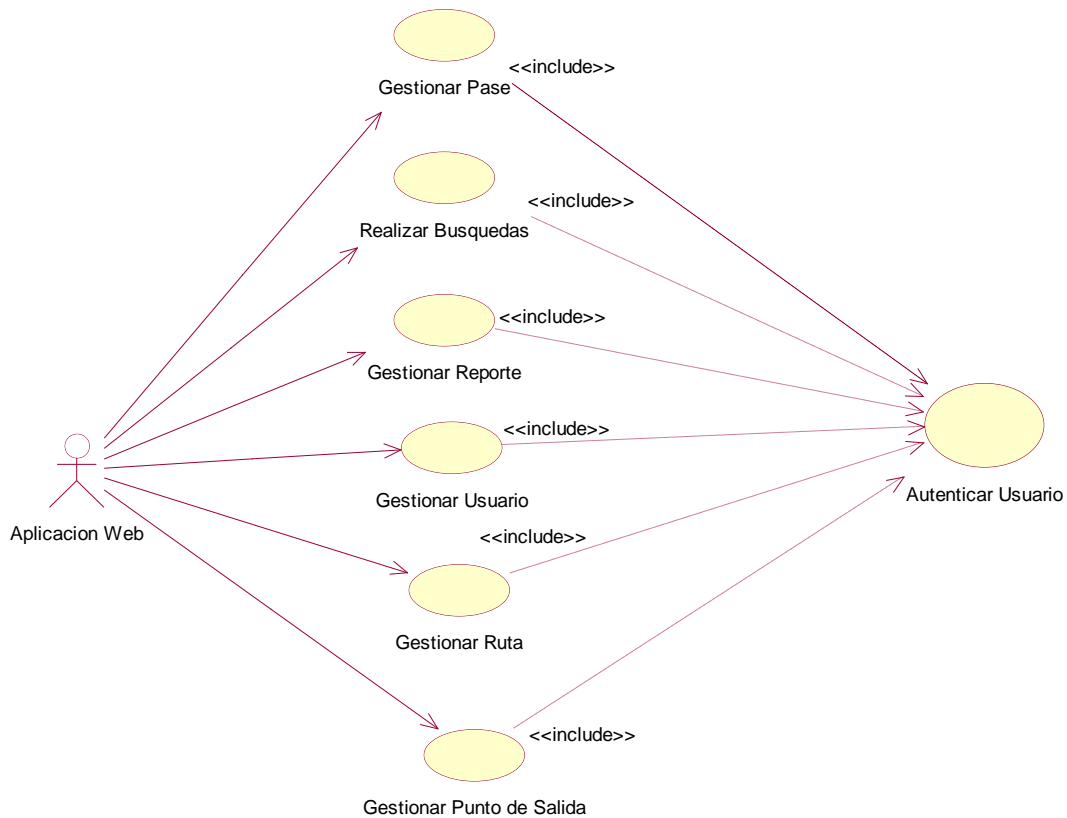 <<include>>
Gestionar Pase
<<include>>
Realizar Busquedas
<<include>>
Gestionar Reporte
<<include>>
Gestionar Usuario
Autenticar Usuario
Aplicacion Web
<<include>>
Gestionar Ruta
<<include>>
Gestionar Punto de Salida